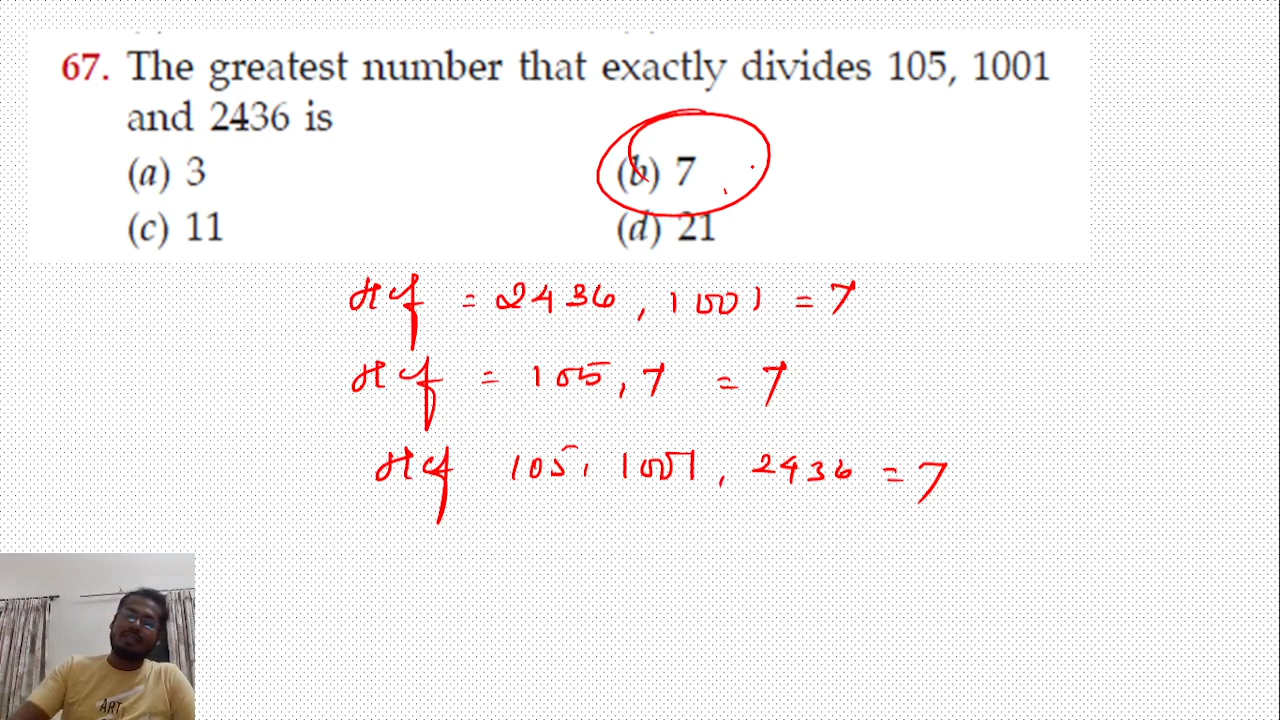 67. The greatest number that exactly divides 105, 1001
and 2436 is
(a) 3 (b) 7
(c) 11 (d) 21
Hcf = 2436, 1001 = 7
Hcf = 105, 7 = 7
Hcf 105, 1001, 2436 = 7
ART